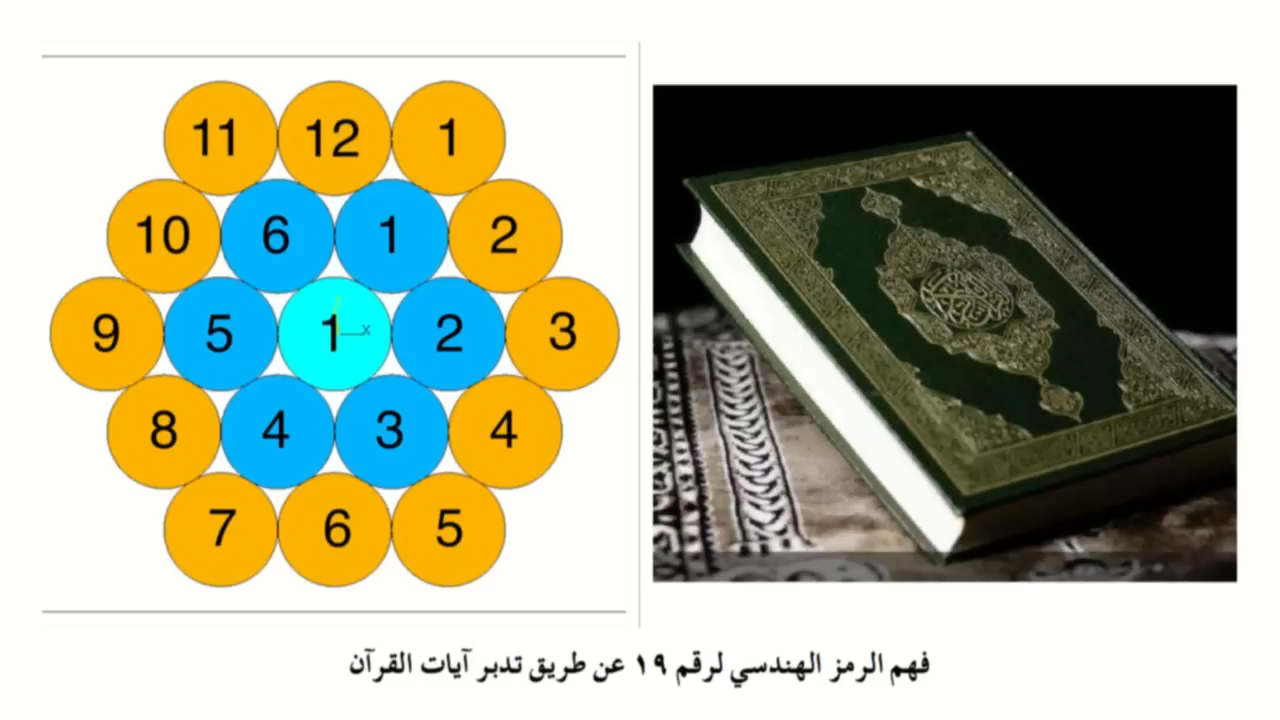 11 12 1
10 6 1 2
9 5 1 x 2 3
8 4 3 4
7 6 5
فهم الرمز الهندسي لرقم ١٩ عن طريق تدبر آيات القرآن